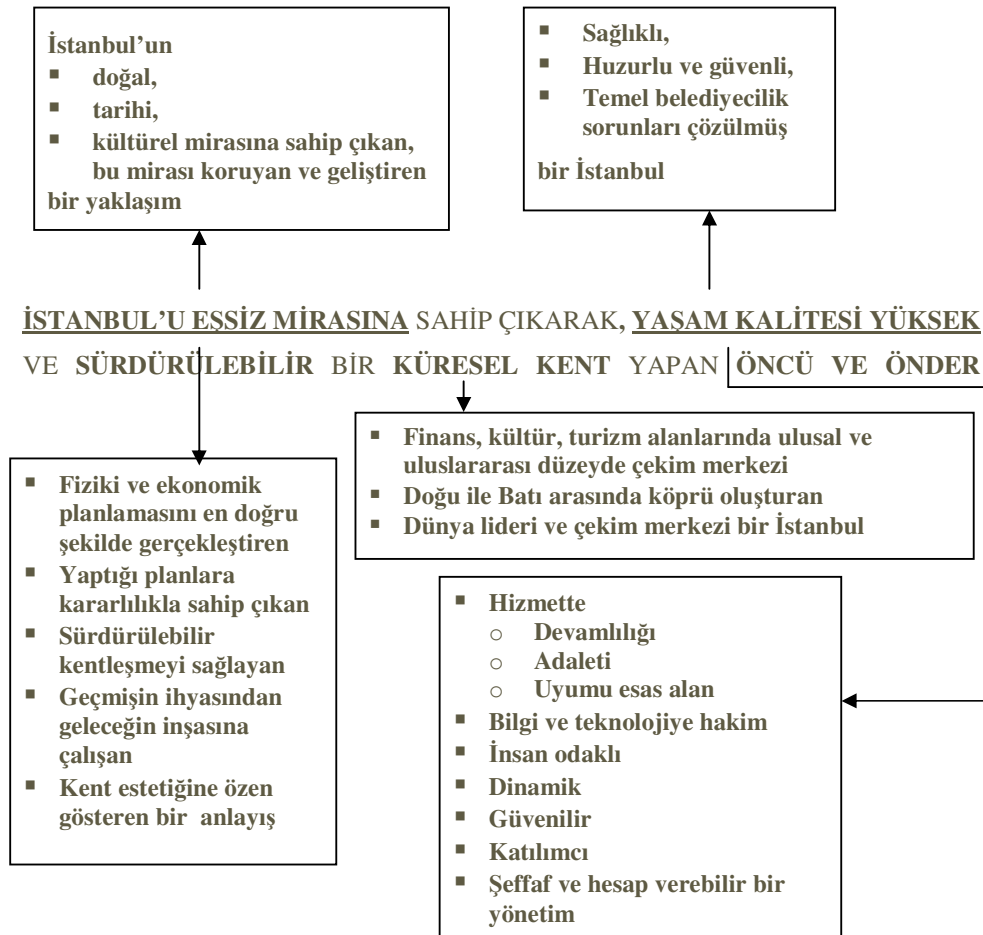 İstanbul’un
▪ doğal,
▪ tarihi,
▪ kültürel mirasına sahip çıkan,
bu mirası koruyan ve geliştiren
bir yaklaşım
▪ Sağlıklı,
▪ Huzurlu ve güvenli,
▪ Temel belediyecilik
sorunları çözülmüş
bir İstanbul
İSTANBUL’U EŞSİZ MİRASINA SAHİP ÇIKARAK, YAŞAM KALİTESİ YÜKSEK
VE SÜRDÜRÜLEBİLİR BİR KÜRESEL KENT YAPAN ÖNCÜ VE ÖNDER
▪ Finans, kültür, turizm alanlarında ulusal ve
uluslararası düzeyde çekim merkezi
▪ Doğu ile Batı arasında köprü oluşturan
▪ Dünya lideri ve çekim merkezi bir İstanbul
▪ Fiziki ve ekonomik
planlamasını en doğru
şekilde gerçekleştiren
▪ Yaptığı planlara
kararlılıkla sahip çıkan
▪ Sürdürülebilir
kentleşmeyi sağlayan
▪ Geçmişin ihyasından
geleceğin inşasına
çalışan
▪ Kent estetiğine özen
gösteren bir anlayış
▪ Hizmette
o Devamlılığı
o Adaleti
o Uyumu esas alan
▪ Bilgi ve teknolojiye hakim
▪ İnsan odaklı
▪ Dinamik
▪ Güvenilir
▪ Katılımcı
▪ Şeffaf ve hesap verebilir bir
yönetim